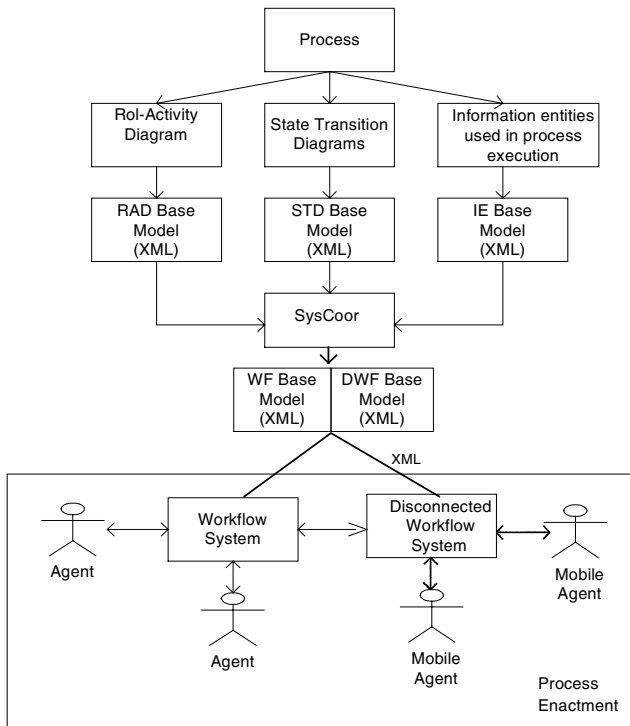 Process
Rol-Activity
Diagram
State Transition
Diagrams
Information entities
used in process
execution
RAD Base
Model
(XML)
STD Base
Model
(XML)
IE Base
Model
(XML)
SysCoor
WF Base
Model
(XML)
DWF Base
Model
(XML)
XML
Workflow
System
Disconnected
Workflow
System
Agent
Mobile
Agent
Agent
Mobile
Agent
Process
Enactment